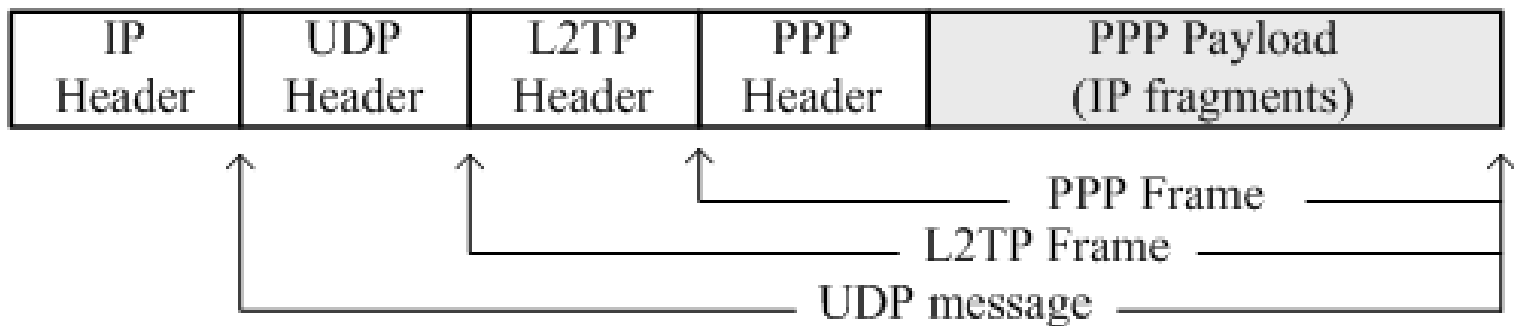 IP Header
UDP Header
L2TP Header
PPP Header
PPP Payload
(IP fragments)
PPP Frame
L2TP Frame
UDP message